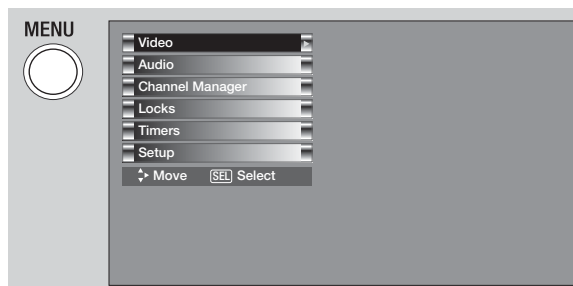 MENU
Video
Audio
Channel Manager
Locks
Timers
Setup
Move SEL Select